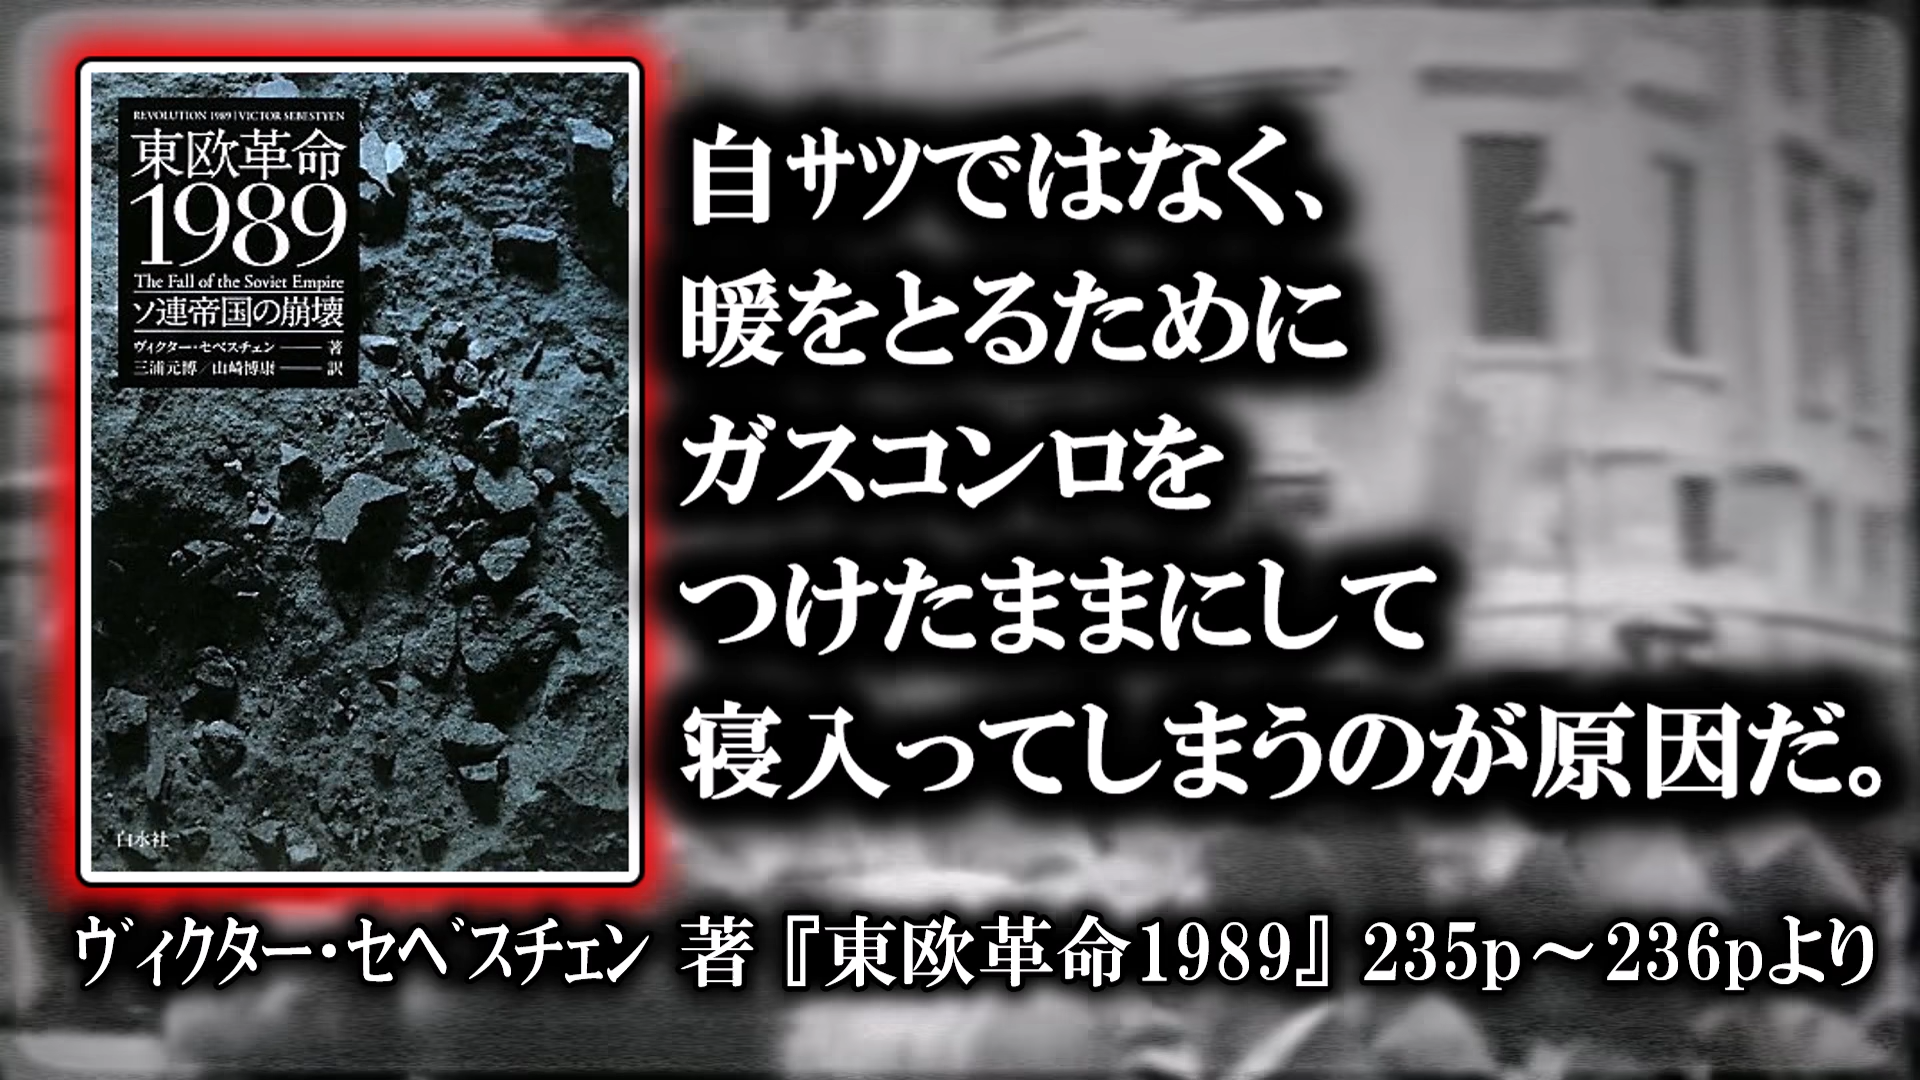 REVOLUTION 1989 | VICTOR SEBESTYEN
東欧革命
1989
The Fall of the Soviet Empire
ソ連帝国の崩壊
ヴィクター・セベスチェン――著
三浦元博／山崎博康――訳
白水社
自サツではなく、
暖をとるために
ガスコンロを
つけたままにして
寝入ってしまうのが原因だ。
ヴィクター・セベスチェン 著『東欧革命1989』235p～236pより